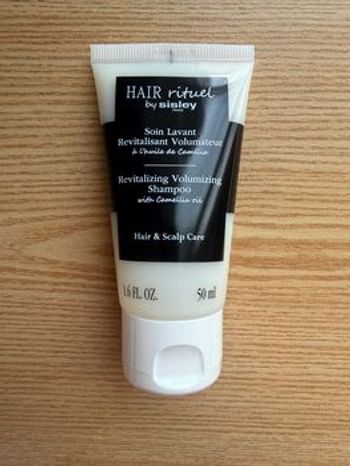 HAIR rituel
by sisley
PARIS
Soin Lavant
Revitalisant Volumateur
à l'huile de Camélia
Revitalizing Volumizing
Shampoo
with Camellia oil
Hair & Scalp Care
1.6 FL. OZ. 50 ml